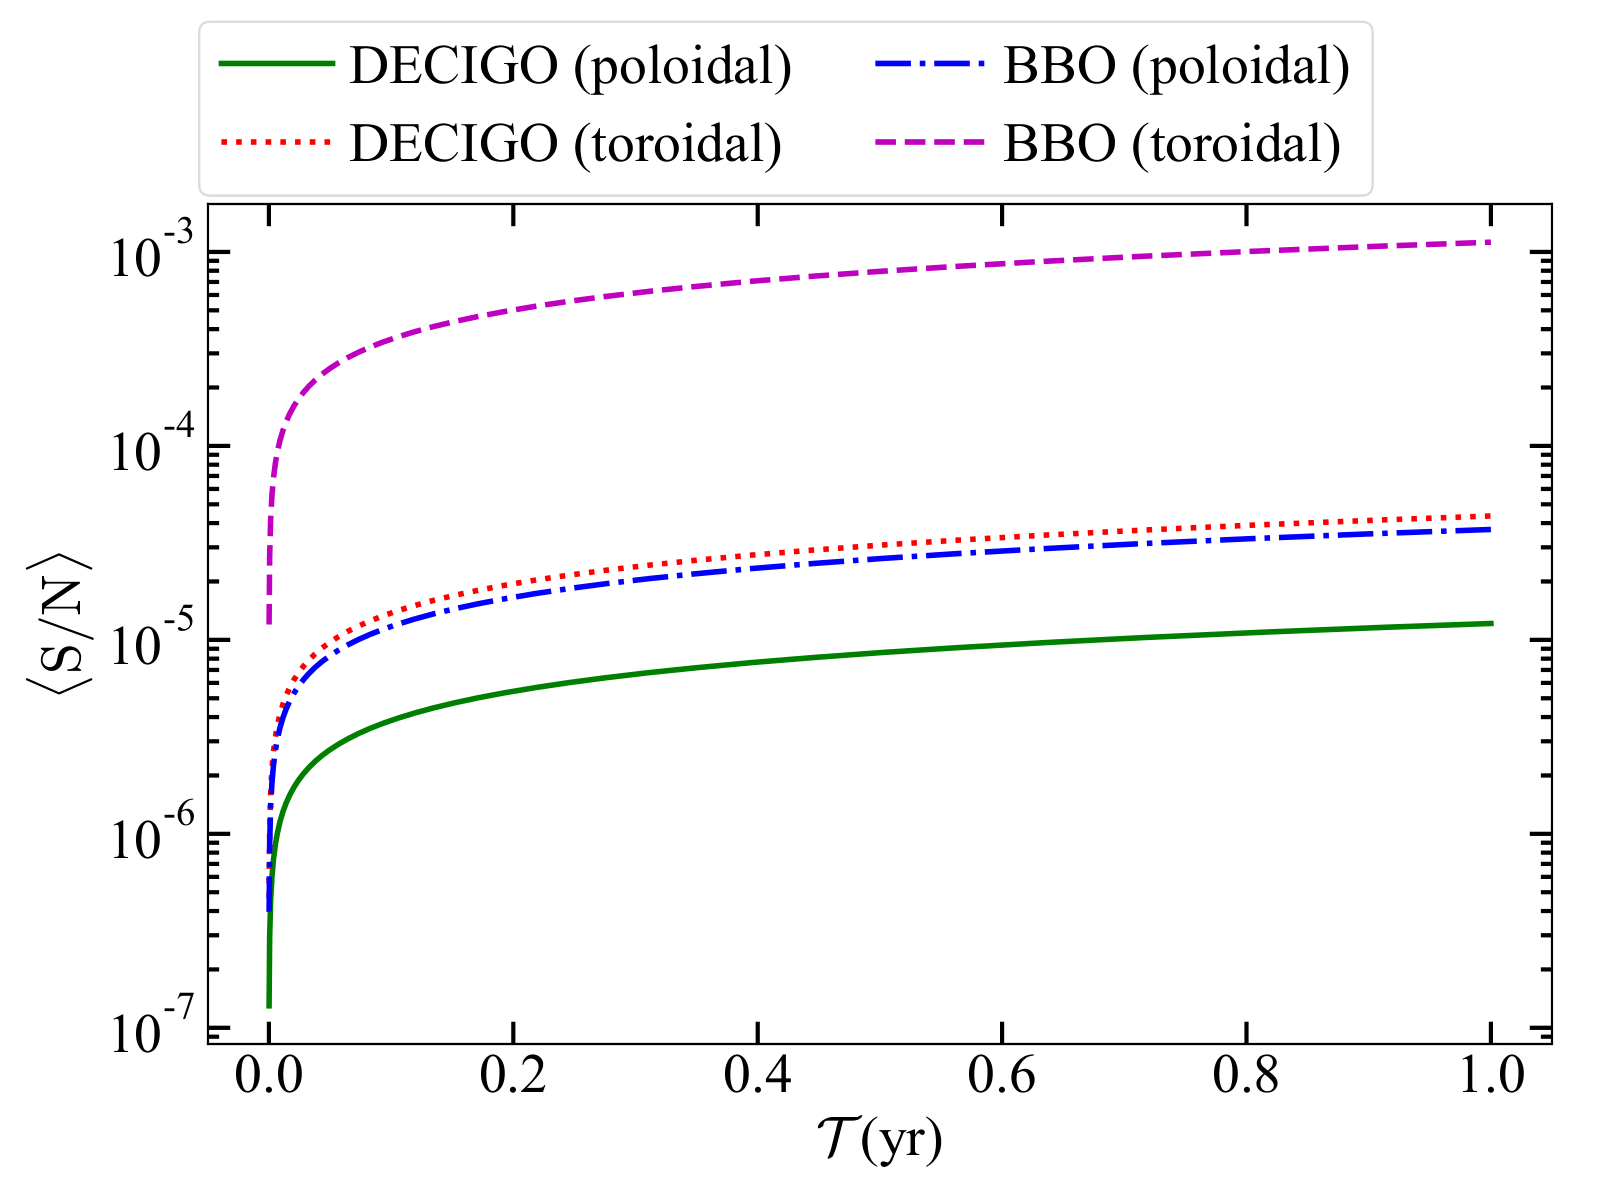 DECIGO (poloidal)
DECIGO (toroidal)
BBO (poloidal)
BBO (toroidal)
10^-3
10^-4
10^-5
10^-6
10^-7
⟨S/N⟩
0.0 0.2 0.4 0.6 0.8 1.0
𝒯(yr)